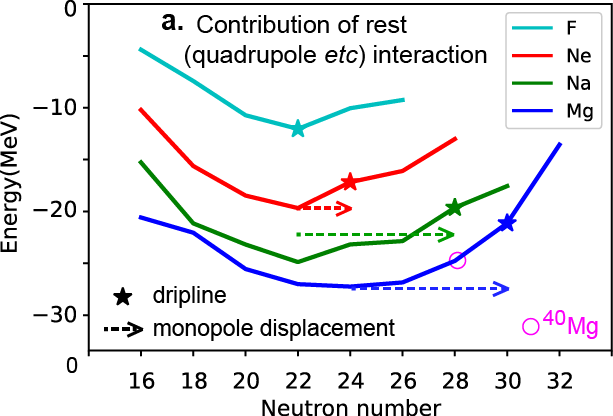 a. Contribution of rest
(quadrupole etc) interaction
F
Ne
Na
Mg
Energy(MeV)
0
−10
−20
−30
0
dripline
monopole displacement
40Mg
16 18 20 22 24 26 28 30 32
Neutron number